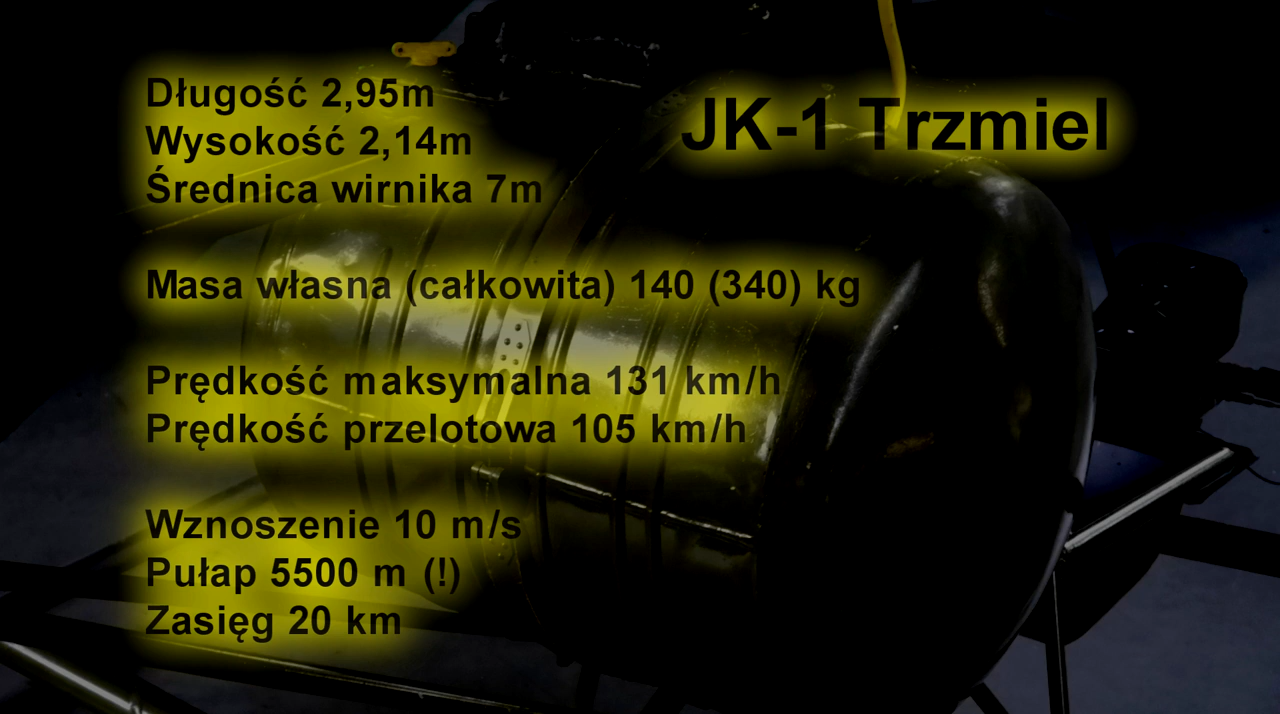 JK-1 Trzmiel
Długość 2,95m
Wysokość 2,14m
Średnica wirnika 7m
Masa własna (całkowita) 140 (340) kg
Prędkość maksymalna 131 km/h
Prędkość przelotowa 105 km/h
Wznoszenie 10 m/s
Pułap 5500 m (!)
Zasięg 20 km